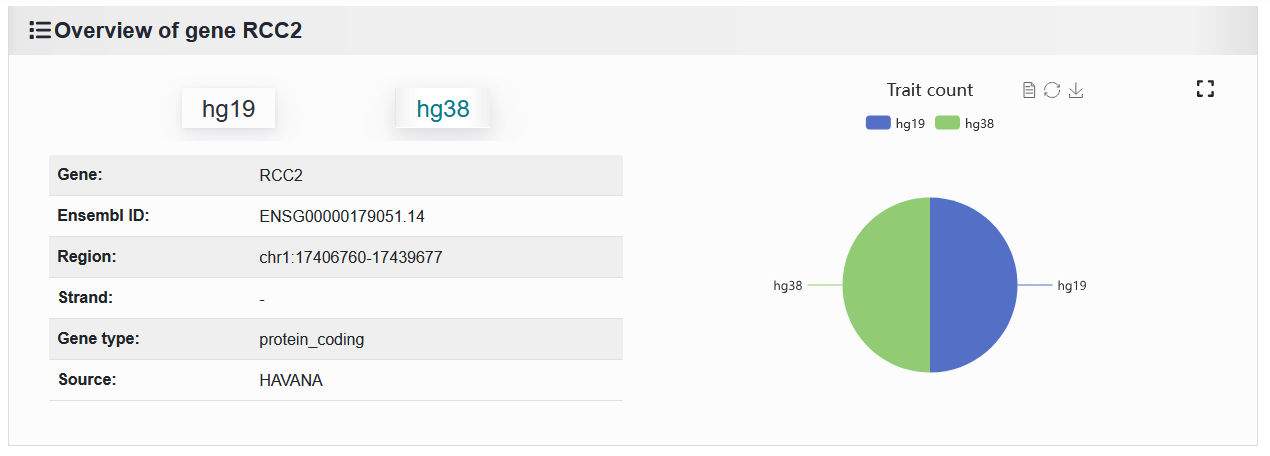 Overview of gene RCC2
hg19 hg38
Gene: RCC2
Ensembl ID: ENSG00000179051.14
Region: chr1:17406760-17439677
Strand: -
Gene type: protein_coding
Source: HAVANA
Trait count
hg19 hg38
hg38 hg19